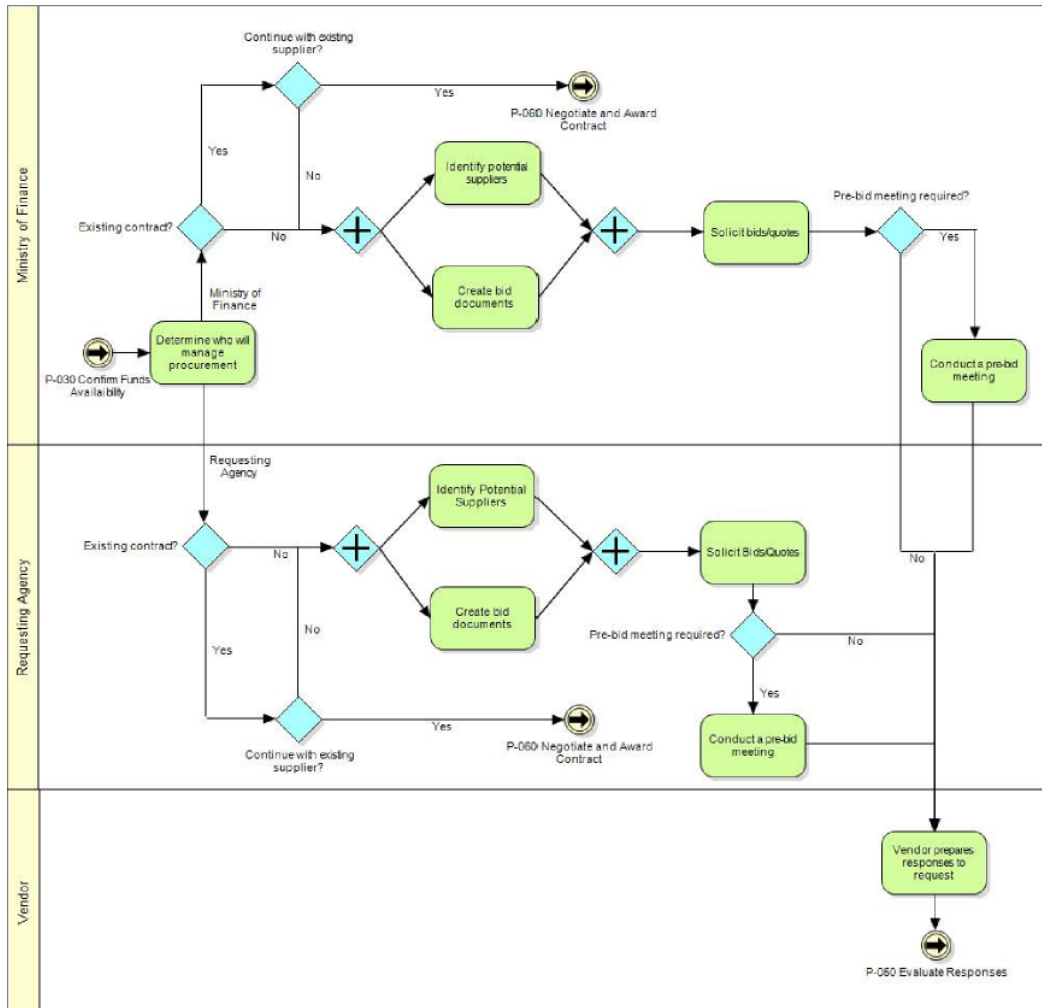 Ministry of Finance
Continue with existing
supplier?
Yes
P-060 Negotiate and Award
Contract
Yes
No
Identify potential
suppliers
Pre-bid meeting required?
Existing contract?
No
Solicit bids/quotes
Yes
Create bid
documents
Ministry of
Finance
Determine who will
manage
procurement
P-030 Confirm Funds
Availaibility
Conduct a pre-bid
meeting
Requesting Agency
Requesting
Agency
Identify Potential
Suppliers
Existing contract?
No
Solicit Bids/Quotes
No
Create bid
documents
No
Pre-bid meeting required?
No
Yes
Yes
Yes
P-060 Negotiate and Award
Contract
Conduct a pre-bid
meeting
Continue with existing
supplier?
Vendor
Vendor prepares
responses to
request
P-050 Evaluate Responses